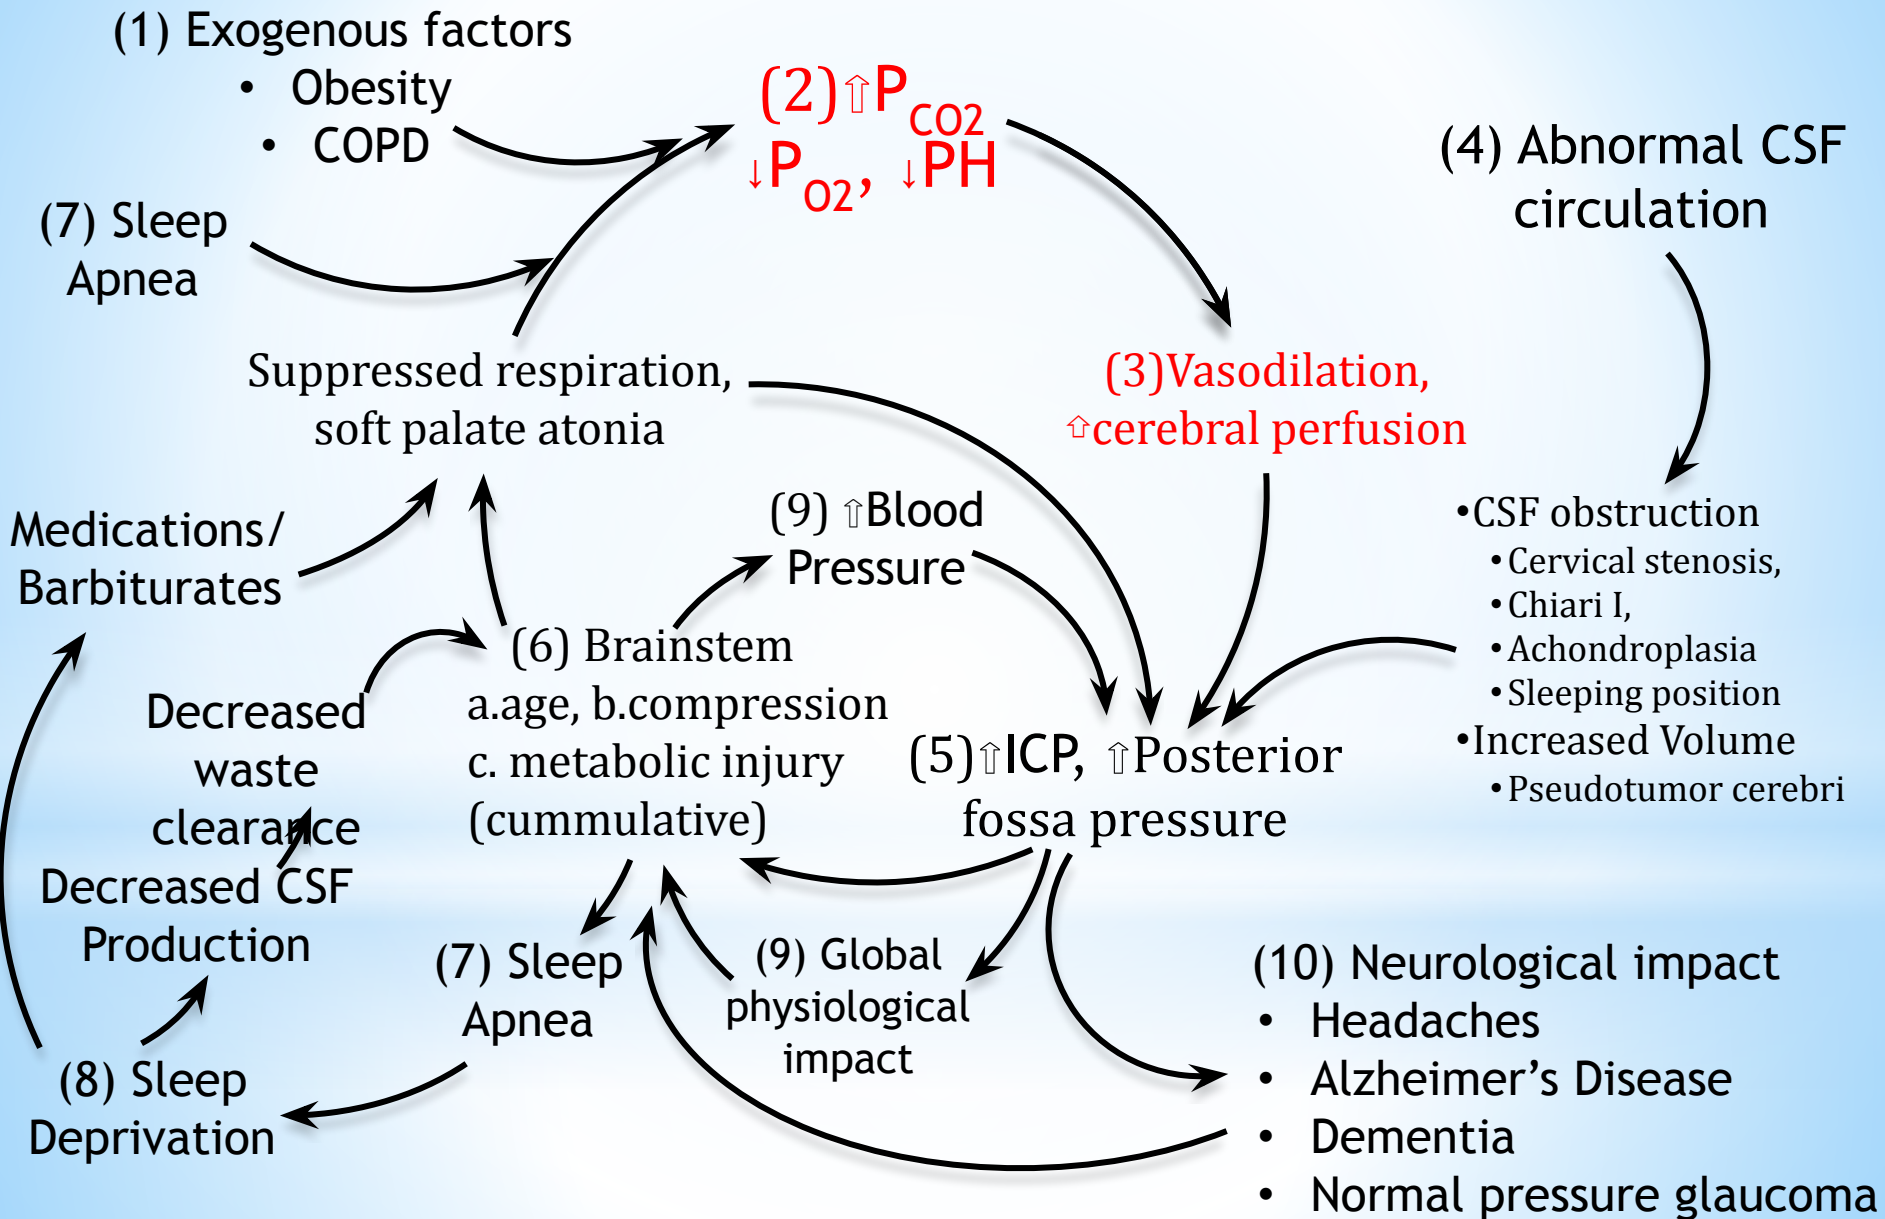 (1) Exogenous factors
• Obesity
• COPD
(2)⇧P CO2
↓P O2, ↓PH
(4) Abnormal CSF
circulation
(7) Sleep
Apnea
Suppressed respiration,
soft palate atonia
(3)Vasodilation,
⇧cerebral perfusion
Medications/
Barbiturates
(9) ⇧Blood
Pressure
•CSF obstruction
•Cervical stenosis,
•Chiari I,
•Achondroplasia
•Sleeping position
•Increased Volume
•Pseudotumor cerebri
(6) Brainstem
a.age, b.compression
c. metabolic injury
(cummulative)
Decreased
waste
clearance
(5)⇧ICP, ⇧Posterior
fossa pressure
Decreased CSF
Production
(7) Sleep
Apnea
(9) Global
physiological
impact
(10) Neurological impact
• Headaches
• Alzheimer’s Disease
• Dementia
• Normal pressure glaucoma
(8) Sleep
Deprivation